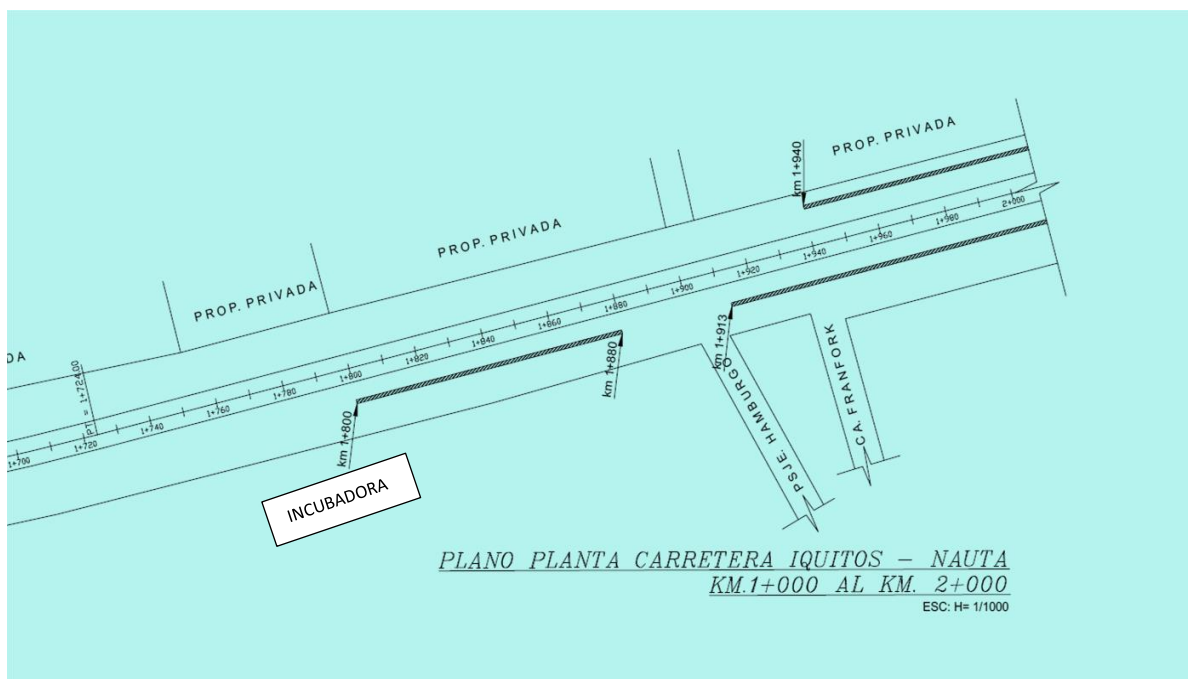 km 1+940
PROP. PRIVADA
PROP. PRIVADA
PROP. PRIVADA
DA
PT = 1+724.00
1+700
1+720
1+740
1+760
1+780
1+800
1+820
1+840
1+860
1+880
1+900
1+920
1+940
1+960
1+980
2+000
km 1+800
km 1+880
km 1+913
INCUBADORA
PSJE. HAMBURGO
CA. FRANFORK
PLANO PLANTA CARRETERA IQUITOS – NAUTA
KM.1+000 AL KM. 2+000
ESC: H= 1/1000